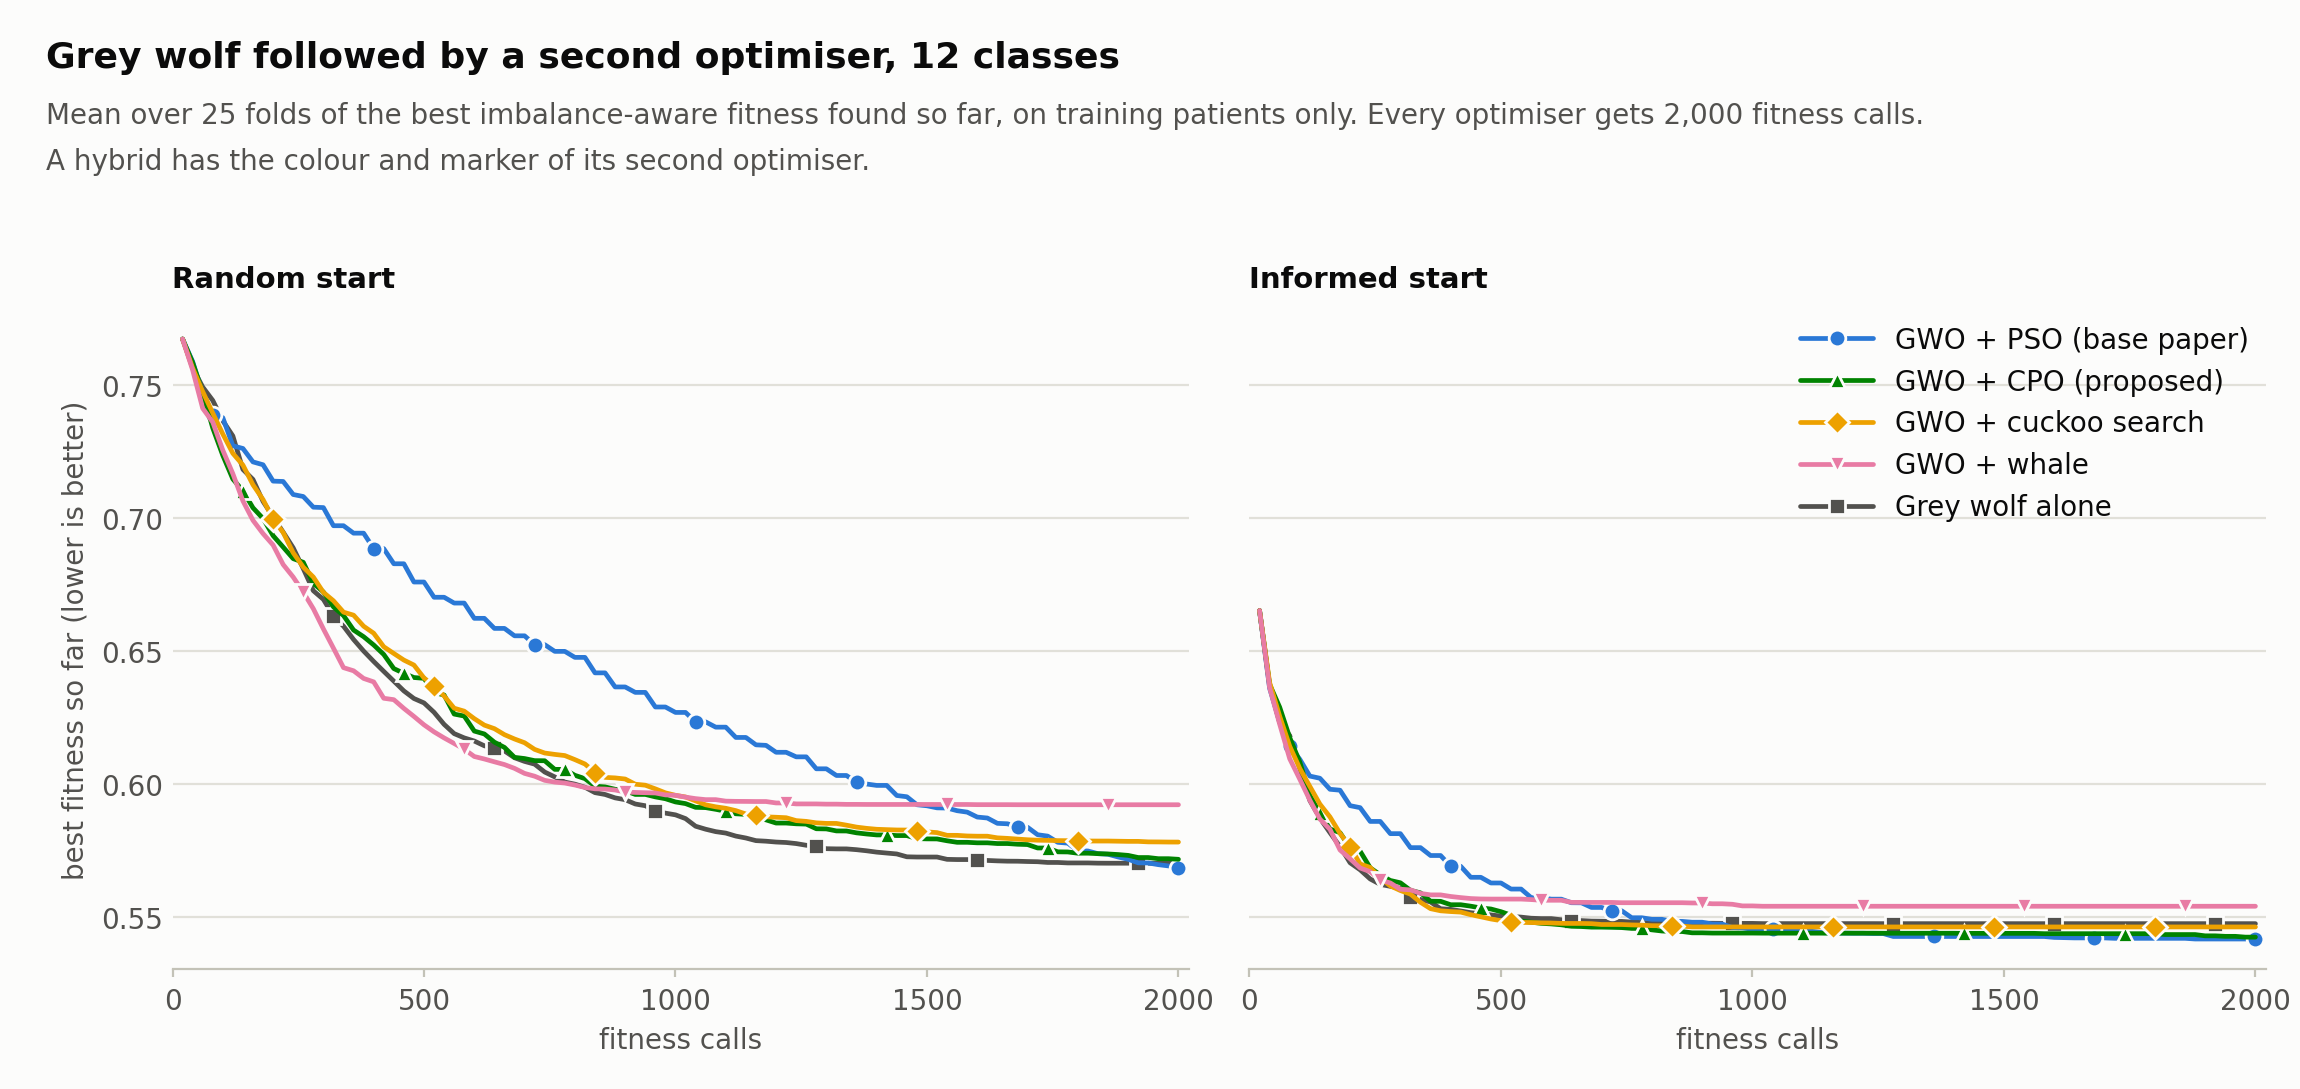 Grey wolf followed by a second optimiser, 12 classes
Mean over 25 folds of the best imbalance-aware fitness found so far, on training patients only. Every optimiser gets 2,000 fitness calls.
A hybrid has the colour and marker of its second optimiser.
Random start
best fitness so far (lower is better)
0.75
0.70
0.65
0.60
0.55
0
500
1000
1500
2000
fitness calls
Informed start
GWO + PSO (base paper)
GWO + CPO (proposed)
GWO + cuckoo search
GWO + whale
Grey wolf alone
0
500
1000
1500
2000
fitness calls